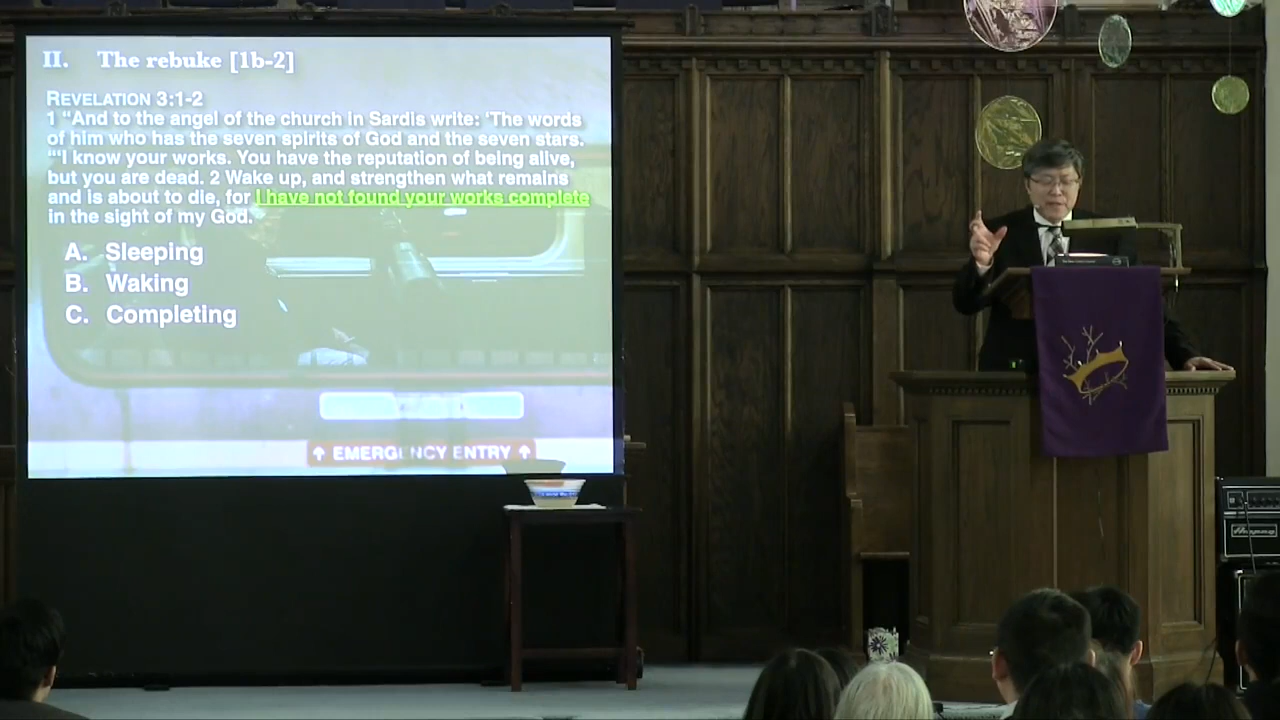 II. The rebuke [1b-2]
REVELATION 3:1-2
1 “And to the angel of the church in Sardis write: ‘The words
of him who has the seven spirits of God and the seven stars.
“‘I know your works. You have the reputation of being alive,
but you are dead. 2 Wake up, and strengthen what remains
and is about to die, for I have not found your works complete
in the sight of my God.
A. Sleeping
B. Waking
C. Completing
↑ EMERGENCY ENTRY ↑
Ampeg